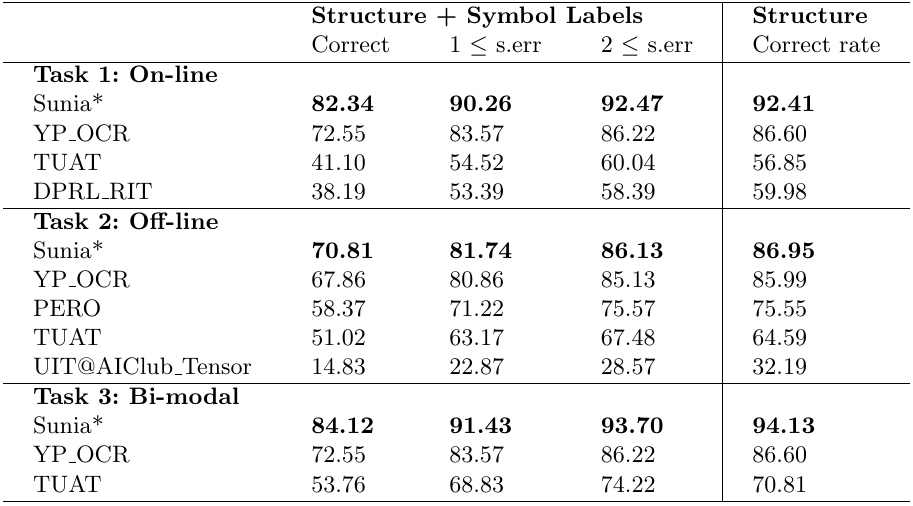 Structure + Symbol Labels Structure
Correct 1 ≤ s.err 2 ≤ s.err Correct rate
Task 1: On-line
Sunia* 82.34 90.26 92.47 92.41
YP_OCR 72.55 83.57 86.22 86.60
TUAT 41.10 54.52 60.04 56.85
DPRL_RIT 38.19 53.39 58.39 59.98
Task 2: Off-line
Sunia* 70.81 81.74 86.13 86.95
YP_OCR 67.86 80.86 85.13 85.99
PERO 58.37 71.22 75.57 75.55
TUAT 51.02 63.17 67.48 64.59
UIT@AIClub_Tensor 14.83 22.87 28.57 32.19
Task 3: Bi-modal
Sunia* 84.12 91.43 93.70 94.13
YP_OCR 72.55 83.57 86.22 86.60
TUAT 53.76 68.83 74.22 70.81